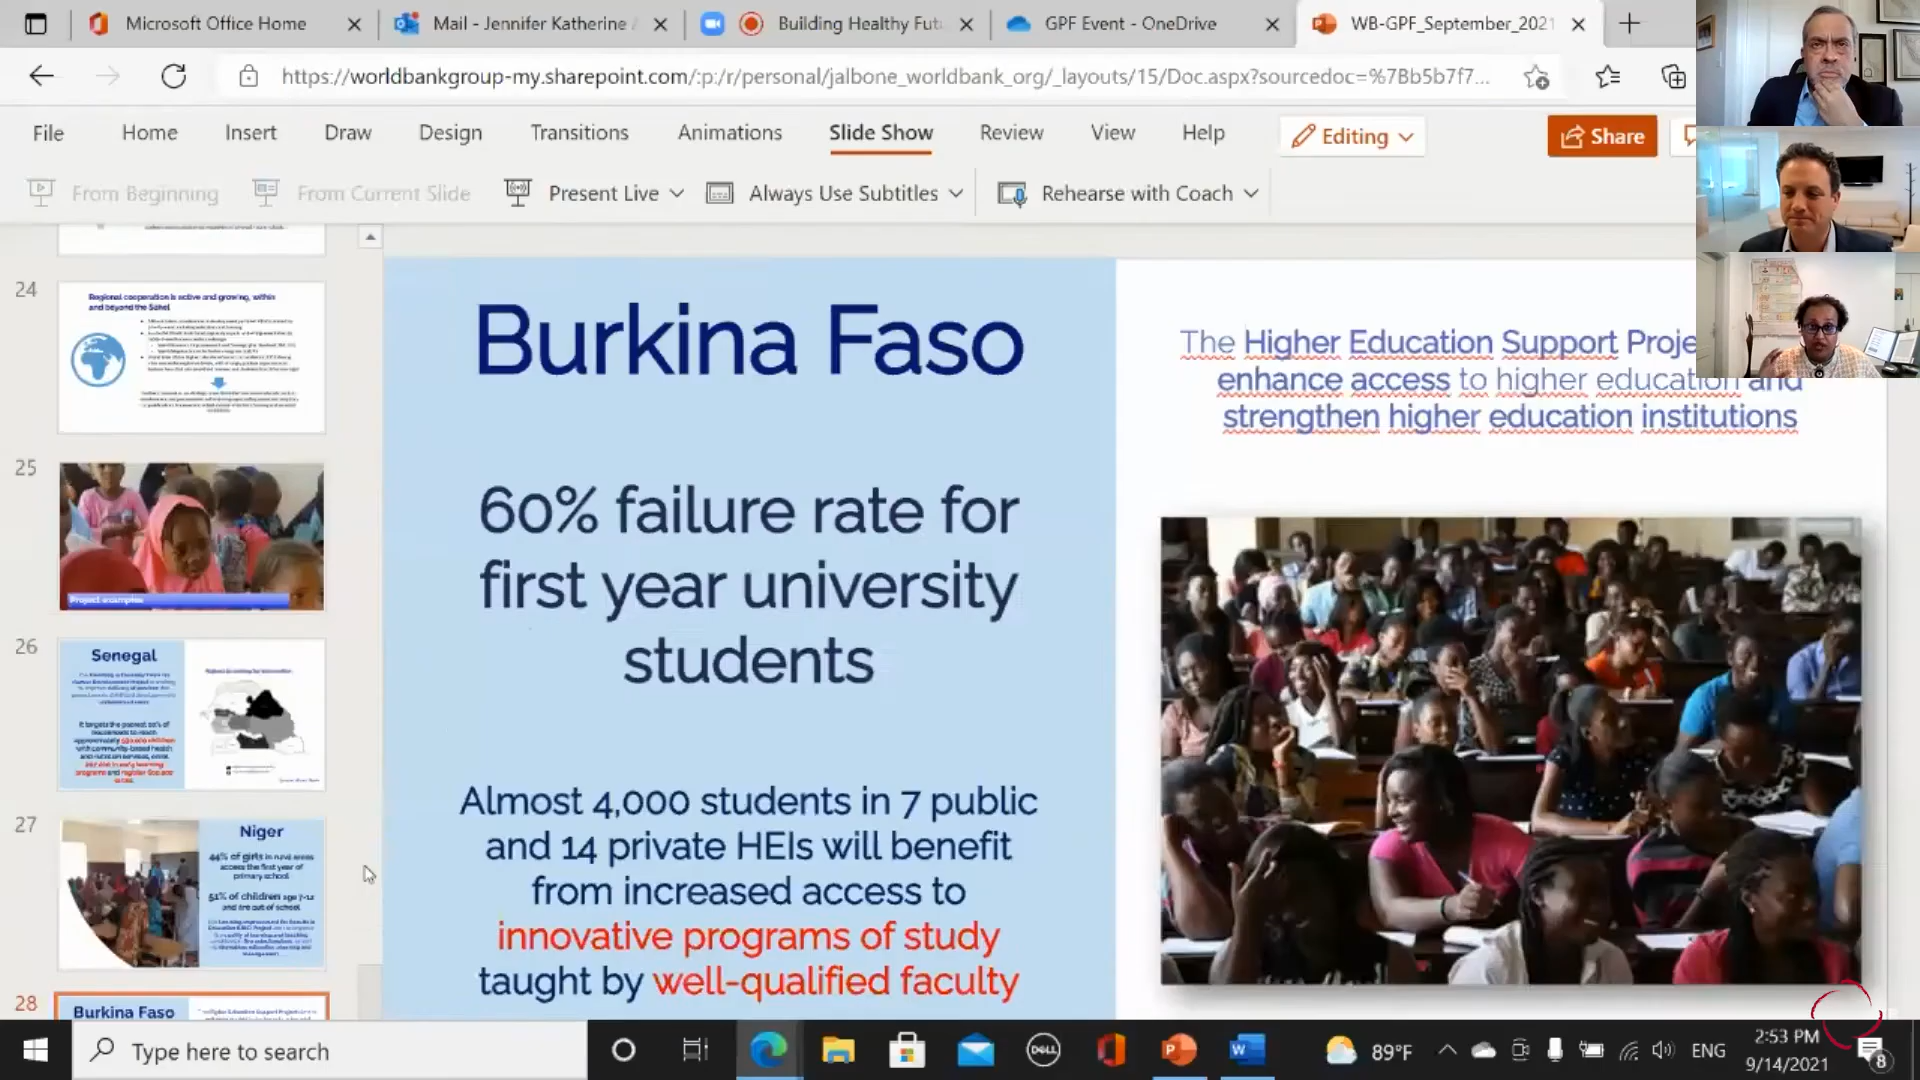 Microsoft Office Home
Mail - Jennifer Katherine
Building Healthy Fut
GPF Event - OneDrive
WB-GPF_September_2021
https://worldbankgroup-my.sharepoint.com/:p:/r/personal/jalbone_worldbank_org/_layouts/15/Doc.aspx?sourcedoc=%7Bb5b7f7...
File Home Insert Draw Design Transitions Animations Slide Show Review View Help Editing Share
From Beginning From Current Slide Present Live Always Use Subtitles Rehearse with Coach
24
Regional cooperation is active and growing, within
and beyond the Sahel
25
Project examples
26
Senegal
27
Niger
44% of girls in rural areas
access the first year of
primary school
51% of children age 7-12
are out of school
28
Burkina Faso
Burkina Faso
60% failure rate for
first year university
students
Almost 4,000 students in 7 public
and 14 private HEIs will benefit
from increased access to
innovative programs of study
taught by well-qualified faculty
The Higher Education Support Proje
enhance access to higher education and
strengthen higher education institutions
Type here to search
DELL
89°F
ENG
2:53 PM
9/14/2021
8